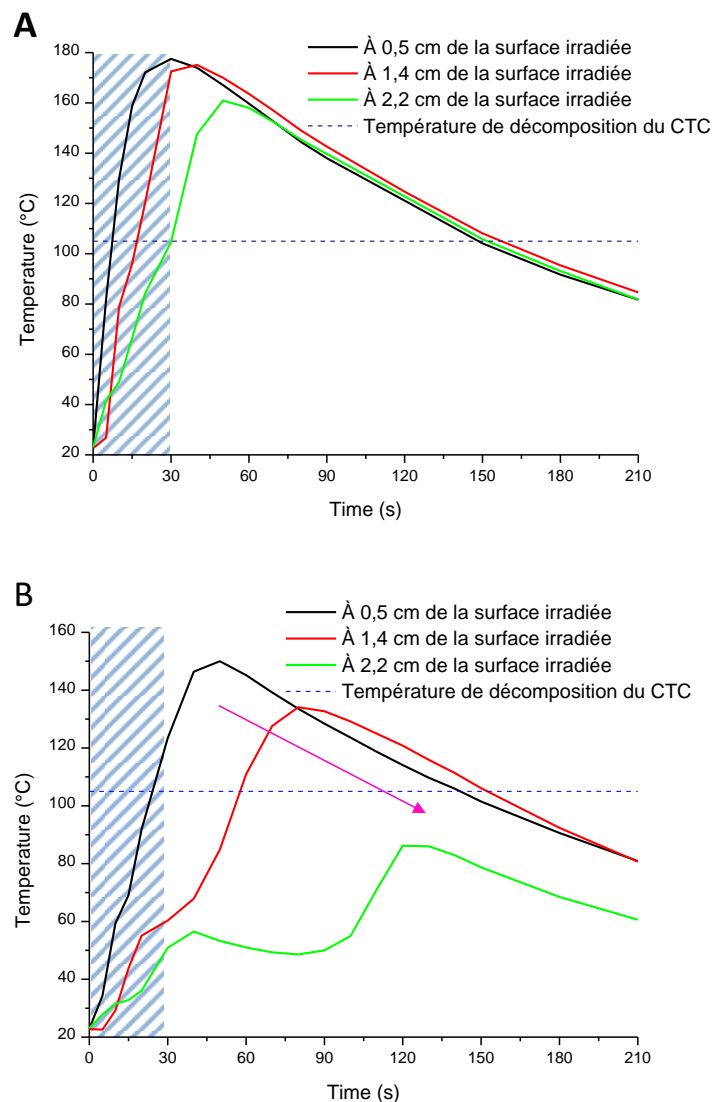 A
À 0,5 cm de la surface irradiée
À 1,4 cm de la surface irradiée
À 2,2 cm de la surface irradiée
Température de décomposition du CTC
180
160
140
120
100
80
60
40
20
Temperature (°C)
0 30 60 90 120 150 180 210
Time (s)
B
À 0,5 cm de la surface irradiée
À 1,4 cm de la surface irradiée
À 2,2 cm de la surface irradiée
Température de décomposition du CTC
160
140
120
100
80
60
40
20
Temperature (°C)
0 30 60 90 120 150 180 210
Time (s)